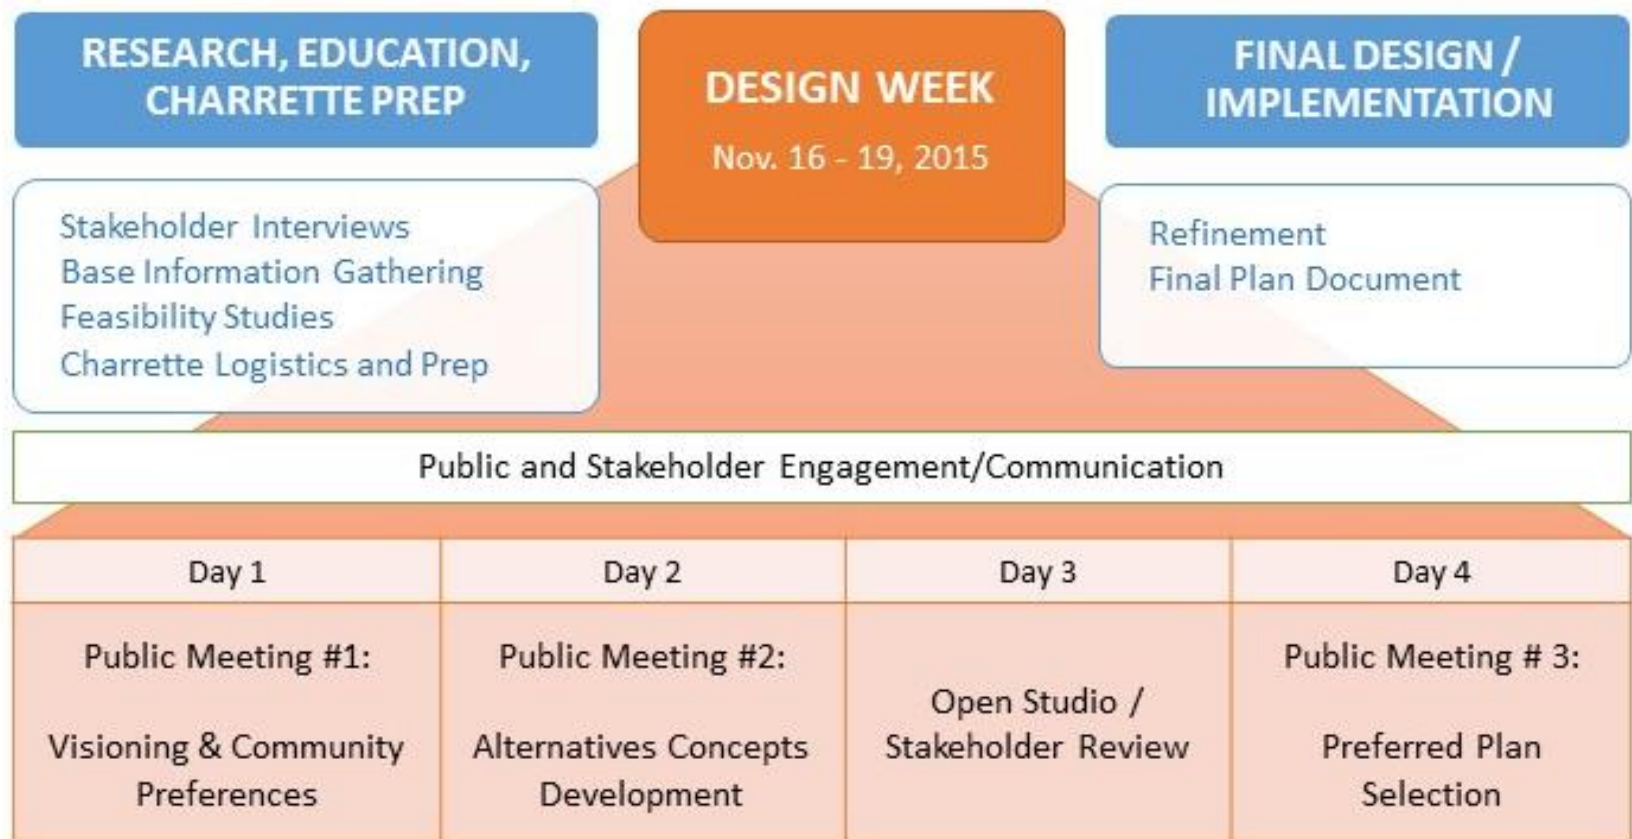 RESEARCH, EDUCATION,
CHARRETTE PREP
Stakeholder Interviews
Base Information Gathering
Feasibility Studies
Charrette Logistics and Prep
DESIGN WEEK
Nov. 16 - 19, 2015
FINAL DESIGN /
IMPLEMENTATION
Refinement
Final Plan Document
Public and Stakeholder Engagement/Communication
Day 1
Public Meeting #1:
Visioning & Community
Preferences
Day 2
Public Meeting #2:
Alternatives Concepts
Development
Day 3
Open Studio /
Stakeholder Review
Day 4
Public Meeting # 3:
Preferred Plan
Selection